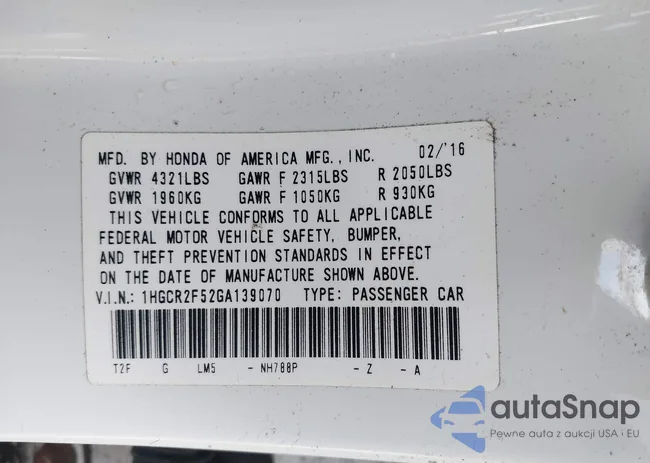 MFD. BY HONDA OF AMERICA MFG., INC. 02/'16
GVWR 4321LBS GAWR F 2315LBS R 2050LBS
GVWR 1960KG GAWR F 1050KG R 930KG
THIS VEHICLE CONFORMS TO ALL APPLICABLE
FEDERAL MOTOR VEHICLE SAFETY, BUMPER,
AND THEFT PREVENTION STANDARDS IN EFFECT
ON THE DATE OF MANUFACTURE SHOWN ABOVE.
V.I.N.: 1HGCR2F52GA139070 TYPE: PASSENGER CAR
T2F G LM5 - NH788P - Z - A
autaSnap
Pewne auta z aukcji USA i EU